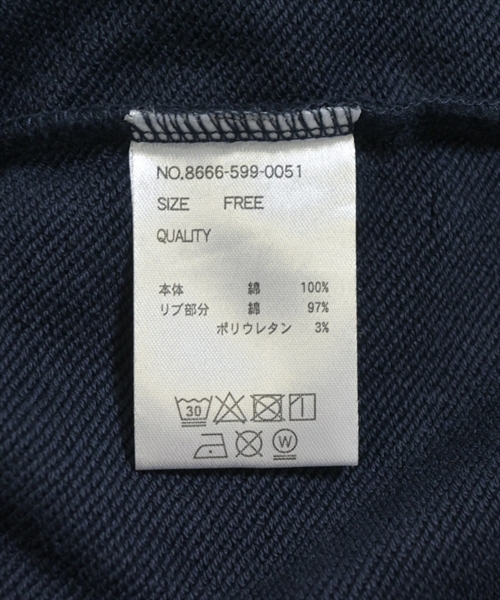 NO,8666-599-0051
SIZE FREE
QUALITY
本体 綿 100%
リブ部分 綿 97%
ポリウレタン 3%
30
W